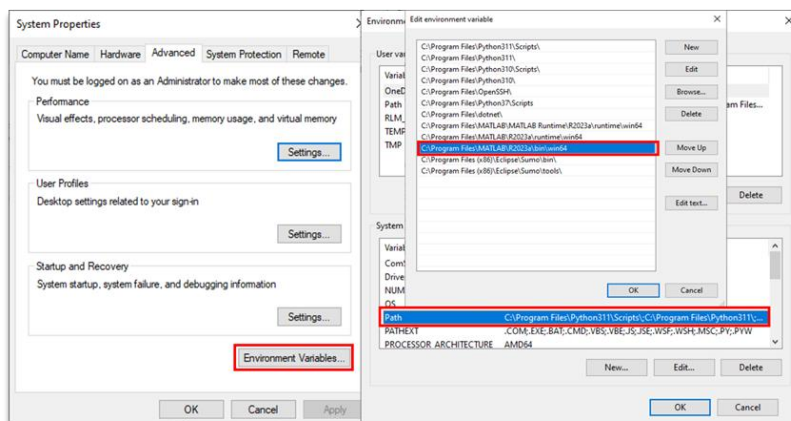 System Properties
Computer Name Hardware Advanced System Protection Remote
You must be logged on as an Administrator to make most of these changes.
Performance
Visual effects, processor scheduling, memory usage, and virtual memory
Settings...
User Profiles
Desktop settings related to your sign-in
Settings...
Startup and Recovery
System startup, system failure, and debugging information
Settings...
Environment Variables...
OK Cancel Apply
Environm
Edit environment variable
C:\Program Files\Python311\Scripts\
C:\Program Files\Python311\
C:\Program Files\Python310\Scripts\
C:\Program Files\Python310\
C:\Program Files\OpenSSH\
C:\Program Files\Python37\Scripts
C:\Program Files\dotnet\
C:\Program Files\MATLAB\MATLAB Runtime\R2023a\runtime\win64
C:\Program Files\MATLAB\R2023a\runtime\win64
C:\Program Files\MATLAB\R2023a\bin\win64
C:\Program Files (x86)\Eclipse\Sumo\bin\
C:\Program Files (x86)\Eclipse\Sumo\tools\
New
Edit
Browse...
Delete
Move Up
Move Down
Edit text...
OK Cancel
User var
Variab
OneD
Path am Files...
RLM_
TEMP
TMP
Delete
System
Variab
ComS
Drive
NUM
OS
Path C:\Program Files\Python311\Scripts\;C:\Program Files\Python311\;...
PATHEXT .COM;.EXE;.BAT;.CMD;.VBS;.VBE;.JS;.JSE;.WSF;.WSH;.MSC;.PY;.PYW
PROCESSOR ARCHITECTURE AMD64
New... Edit... Delete
OK Cancel